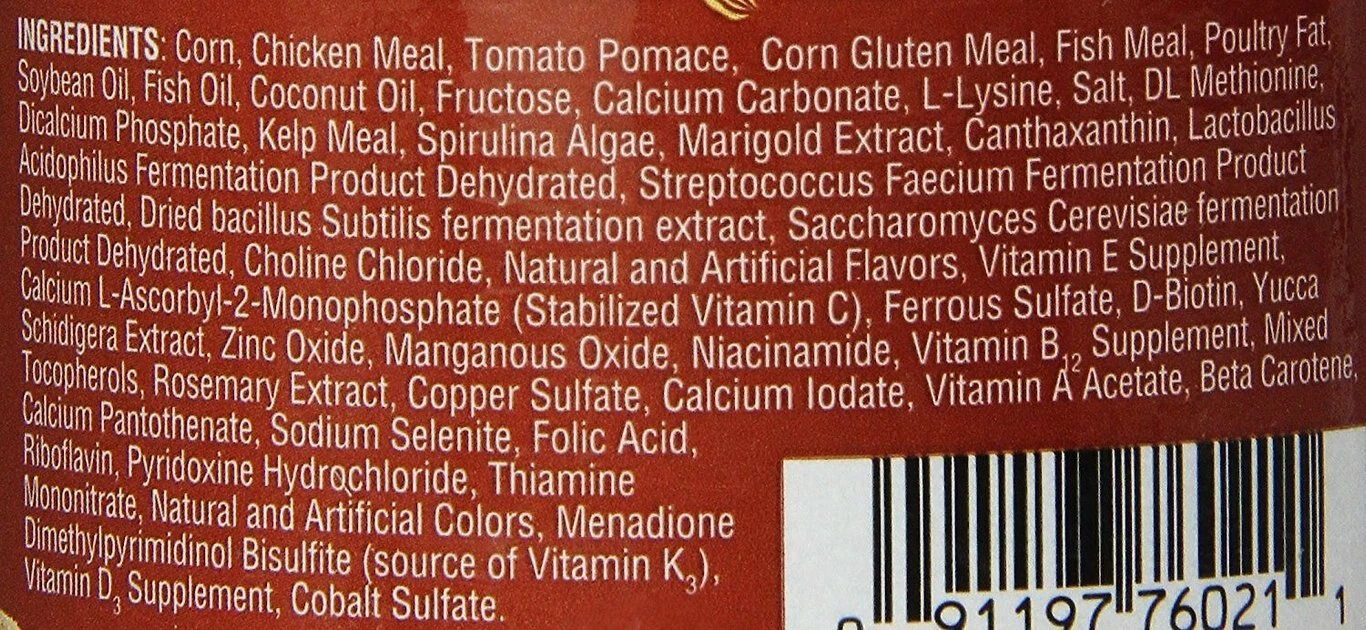 INGREDIENTS: Corn, Chicken Meal, Tomato Pomace, Corn Gluten Meal, Fish Meal, Poultry Fat,
Soybean Oil, Fish Oil, Coconut Oil, Fructose, Calcium Carbonate, L-Lysine, Salt, DL Methionine,
Dicalcium Phosphate, Kelp Meal, Spirulina Algae, Marigold Extract, Canthaxanthin, Lactobacillus
Acidophilus Fermentation Product Dehydrated, Streptococcus Faecium Fermentation Product
Dehydrated, Dried bacillus Subtilis fermentation extract, Saccharomyces Cerevisiae fermentation
Product Dehydrated, Choline Chloride, Natural and Artificial Flavors, Vitamin E Supplement,
Calcium L-Ascorbyl-2-Monophosphate (Stabilized Vitamin C), Ferrous Sulfate, D-Biotin, Yucca
Schidigera Extract, Zinc Oxide, Manganous Oxide, Niacinamide, Vitamin B12 Supplement, Mixed
Tocopherols, Rosemary Extract, Copper Sulfate, Calcium Iodate, Vitamin A Acetate, Beta Carotene,
Calcium Pantothenate, Sodium Selenite, Folic Acid,
Riboflavin, Pyridoxine Hydrochloride, Thiamine
Mononitrate, Natural and Artificial Colors, Menadione
Dimethylpyrimidinol Bisulfite (source of Vitamin K3),
Vitamin D3 Supplement, Cobalt Sulfate.
91197 76021 1